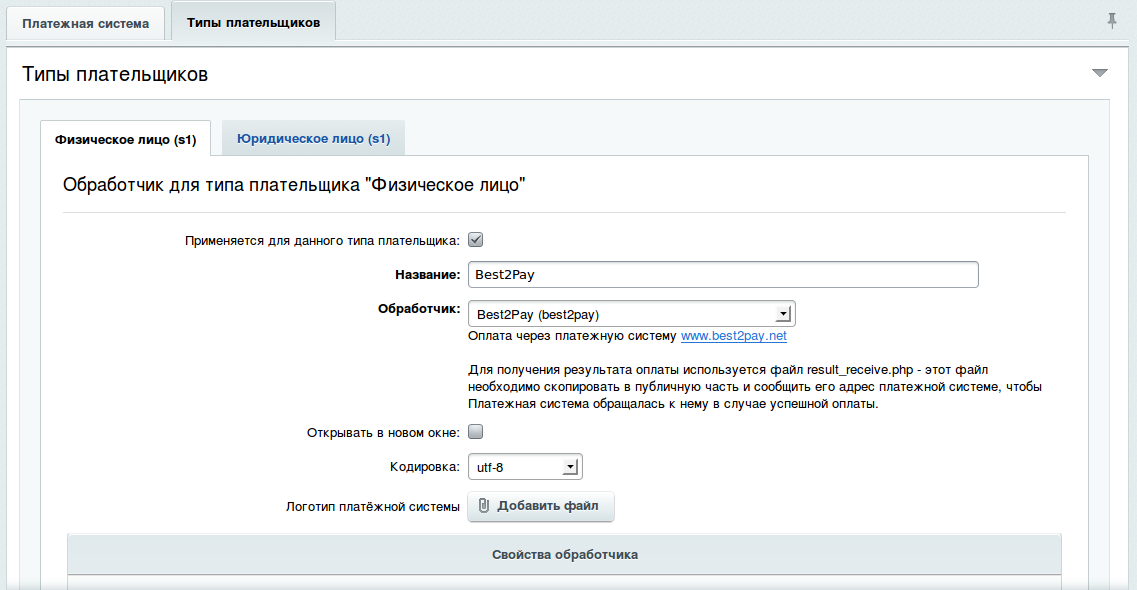 Платежная система
Типы плательщиков
Типы плательщиков
Физическое лицо (s1)
Юридическое лицо (s1)
Обработчик для типа плательщика "Физическое лицо"
Применяется для данного типа плательщика:
Название: Best2Pay
Обработчик: Best2Pay (best2pay)
Оплата через платежную систему www.best2pay.net
Для получения результата оплаты используется файл result_receive.php - этот файл
необходимо скопировать в публичную часть и сообщить его адрес платежной системе, чтобы
Платежная система обращалась к нему в случае успешной оплаты.
Открывать в новом окне:
Кодировка: utf-8
Логотип платёжной системы Добавить файл
Свойства обработчика